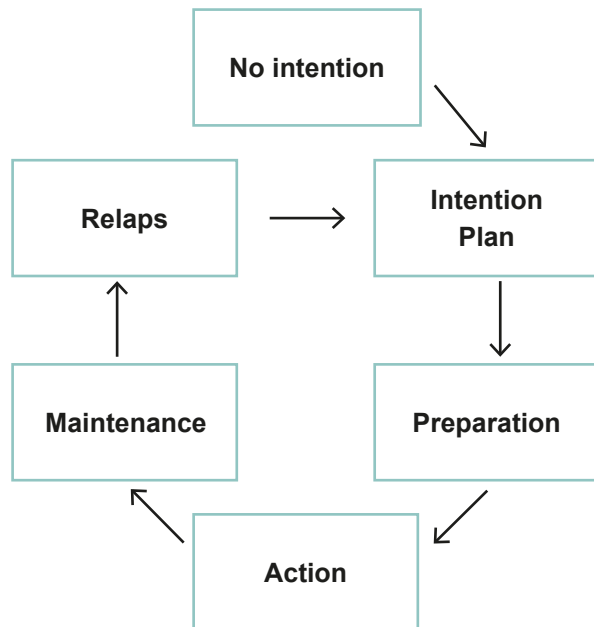 No intention
Relaps
Intention
Plan
Maintenance
Preparation
Action